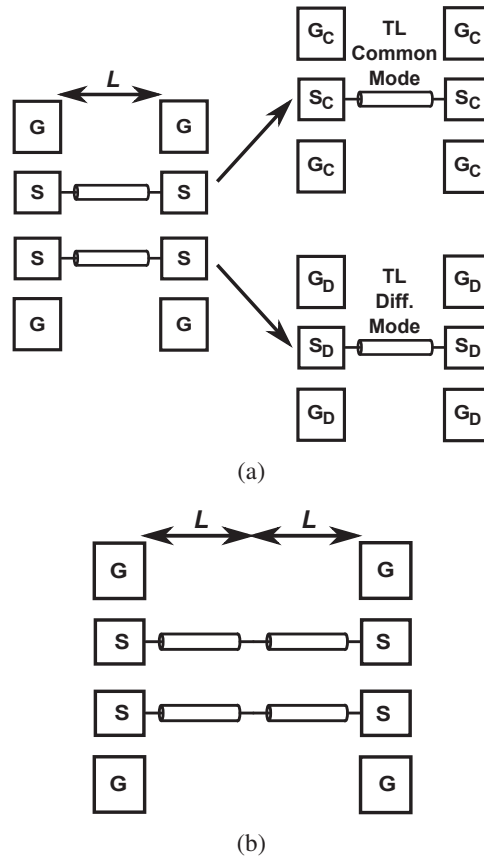 L
G G
S S
S S
G G
G_C TL G_C
Common
S_C Mode S_C
G_C G_C
G_D TL G_D
Diff.
S_D Mode S_D
G_D G_D
(a)
L L
G G
S S
S S
G G
(b)